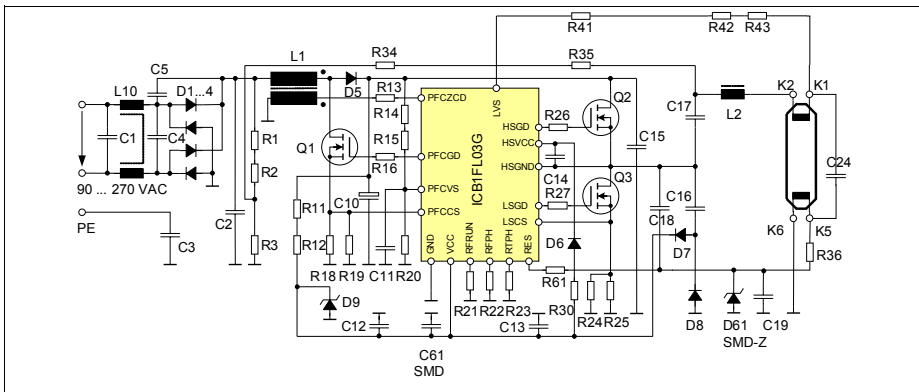 R41
R42
R43
L1
R34
R35
C5
L10
D1...4
D5
R13
PFCZCD
LVS
Q2
K2
K1
C1
C4
R1
R14
R26
HSGD
C17
L2
R15
HSVCC
C15
Q1
PFCGD
ICB1FL03G
HSGND
C14
Q3
C24
R2
R16
90 ... 270 VAC
PFCVS
R27
LSGD
C16
C10
R11
LSCS
C18
PE
C2
PFCCS
D6
D7
K6
K5
C3
R3
R12
GND
VCC
RFRUN
RFPH
RTPH
RES
R36
R18
R19
C11
R20
R61
D9
R21
R22
R23
R30
R24
R25
D8
D61
SMD-Z
C19
C12
C13
C61
SMD